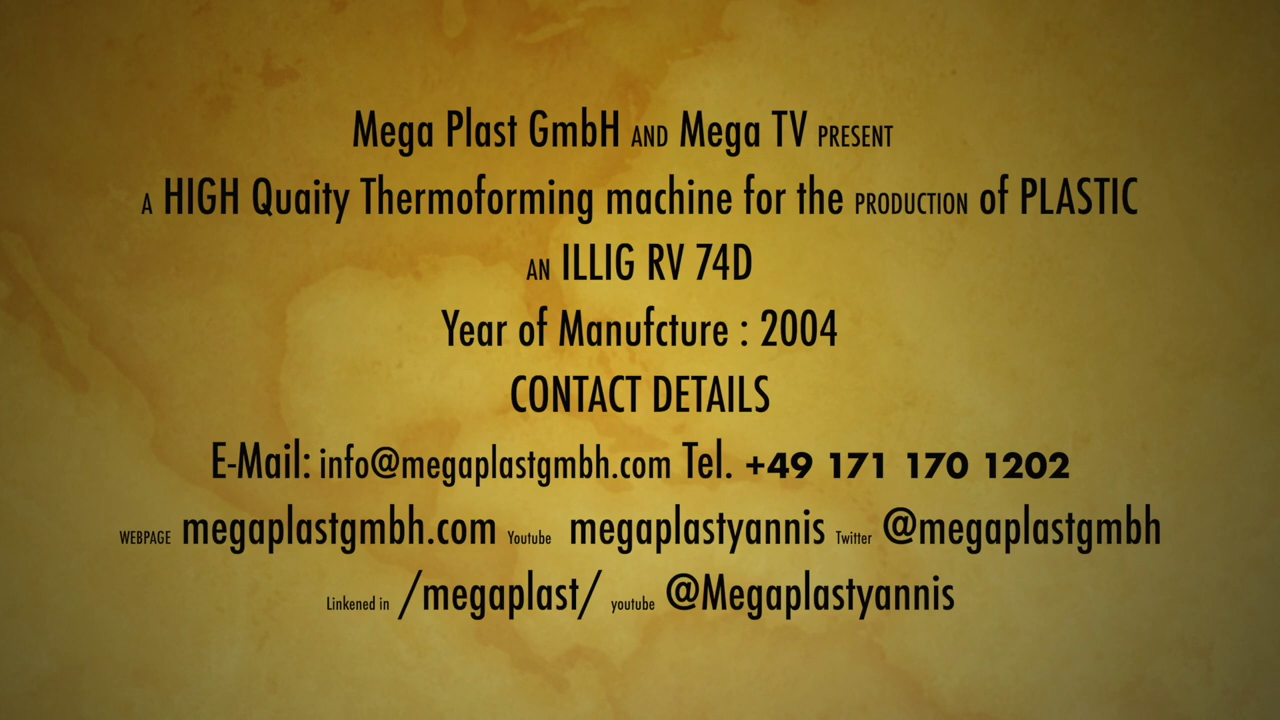 Mega Plast GmbH AND Mega TV PRESENT
A HIGH Quaity Thermoforming machine for the PRODUCTION of PLASTIC
AN ILLIG RV 74D
Year of Manufcture : 2004
CONTACT DETAILS
E-Mail: info@megaplastgmbh.com Tel. +49 171 170 1202
WEBPAGE megaplastgmbh.com Youtube megaplastyannis Twitter @megaplastgmbh
Linkened in /megaplast/ youtube @Megaplastyannis